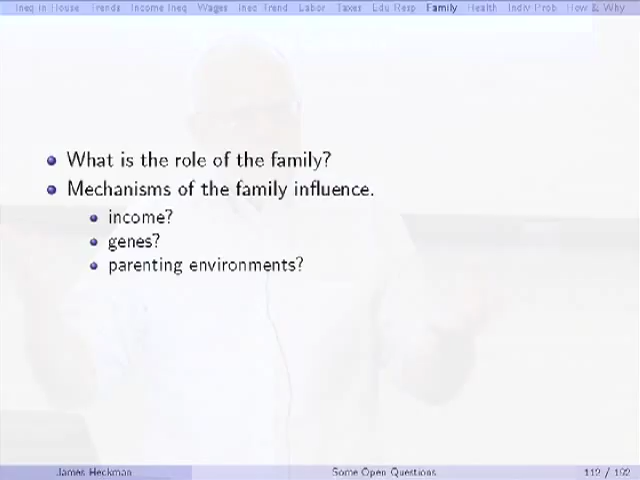 Ineq in House Trends Income Ineq Wages Ineq Trend Labor Taxes Edu Resp Family Health Indiv Prob How & Why
What is the role of the family?
Mechanisms of the family influence.
income?
genes?
parenting environments?
James Heckman Some Open Questions 112 / 192